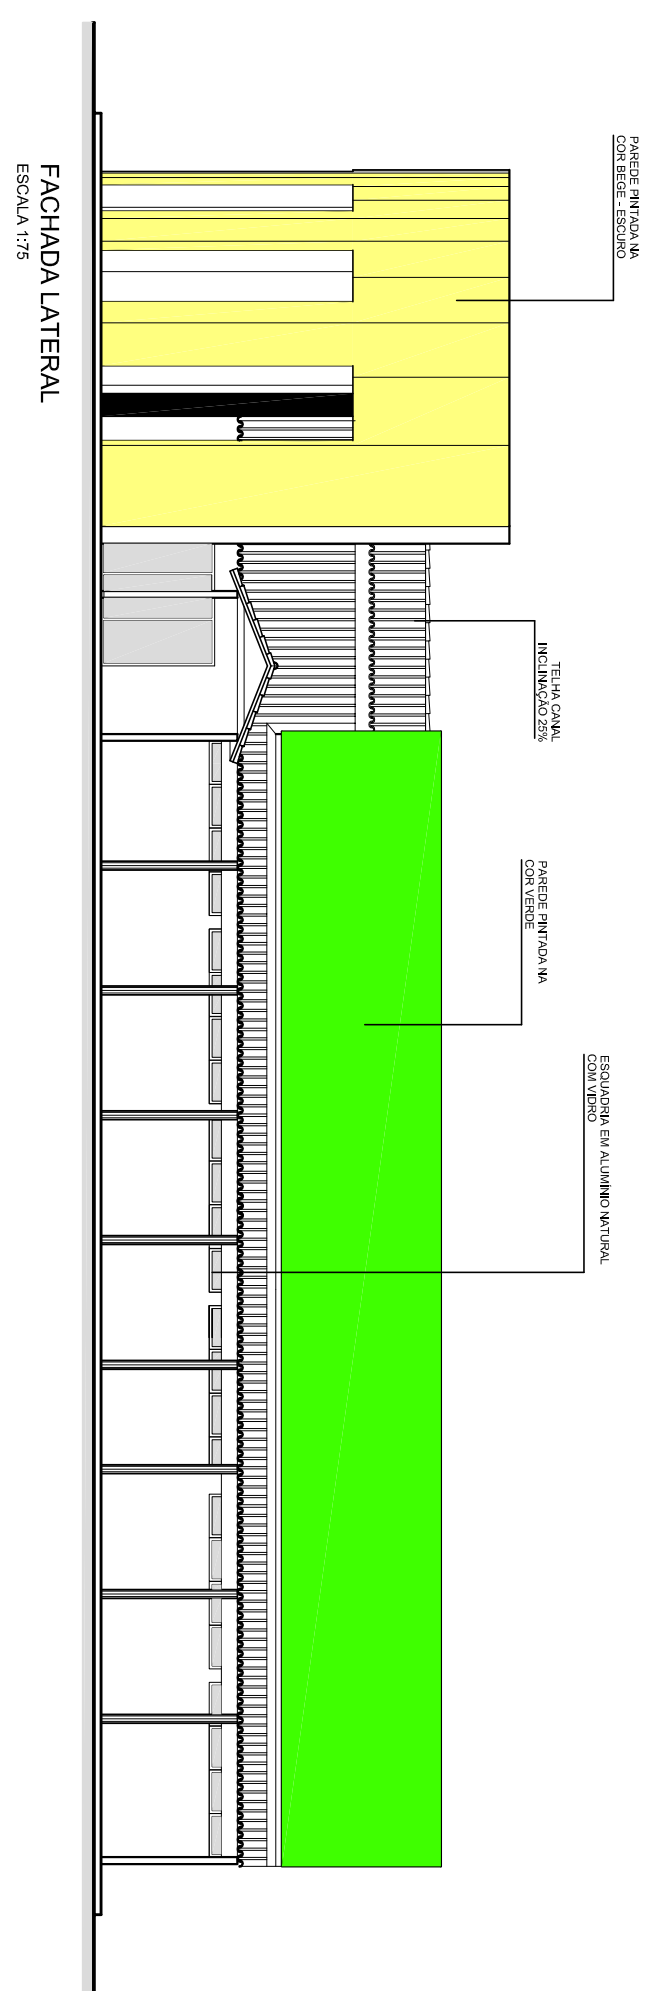 PAREDE PINTADA NA
COR BEGE - ESCURO
TELHA CANAL
INCLINAÇÃO 25%
PAREDE PINTADA NA
COR VERDE
ESQUADRIA EM ALUMÍNIO NATURAL
COM VIDRO
FACHADA LATERAL
ESCALA 1:75